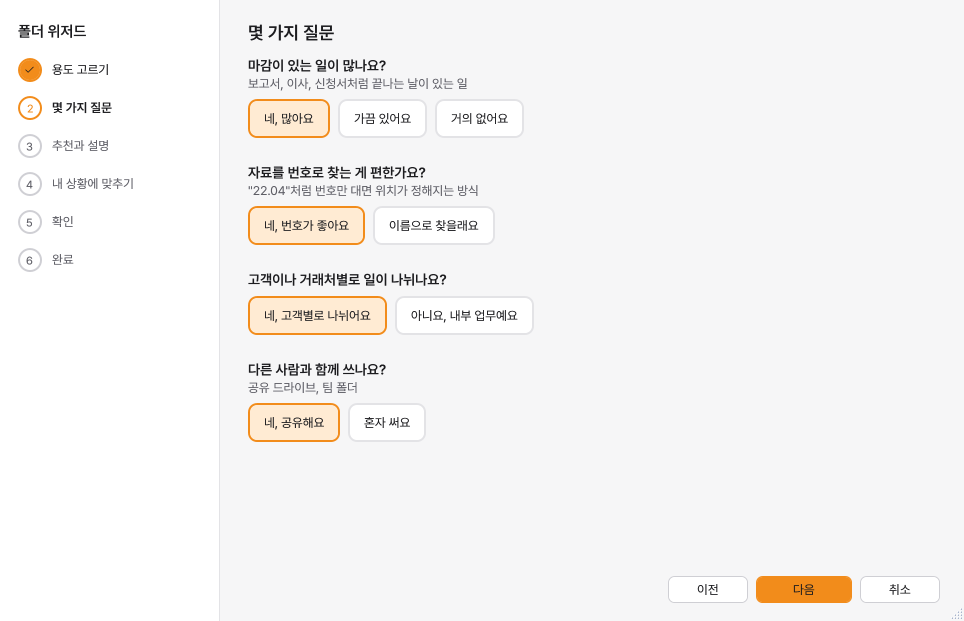 폴더 위저드
용도 고르기
2 몇 가지 질문
3 추천과 설명
4 내 상황에 맞추기
5 확인
6 완료
몇 가지 질문
마감이 있는 일이 많나요?
보고서, 이사, 신청서처럼 끝나는 날이 있는 일
네, 많아요 가끔 있어요 거의 없어요
자료를 번호로 찾는 게 편한가요?
"22.04"처럼 번호만 대면 위치가 정해지는 방식
네, 번호가 좋아요 이름으로 찾을래요
고객이나 거래처별로 일이 나뉘나요?
네, 고객별로 나뉘어요 아니요, 내부 업무예요
다른 사람과 함께 쓰나요?
공유 드라이브, 팀 폴더
네, 공유해요 혼자 써요
이전 다음 취소